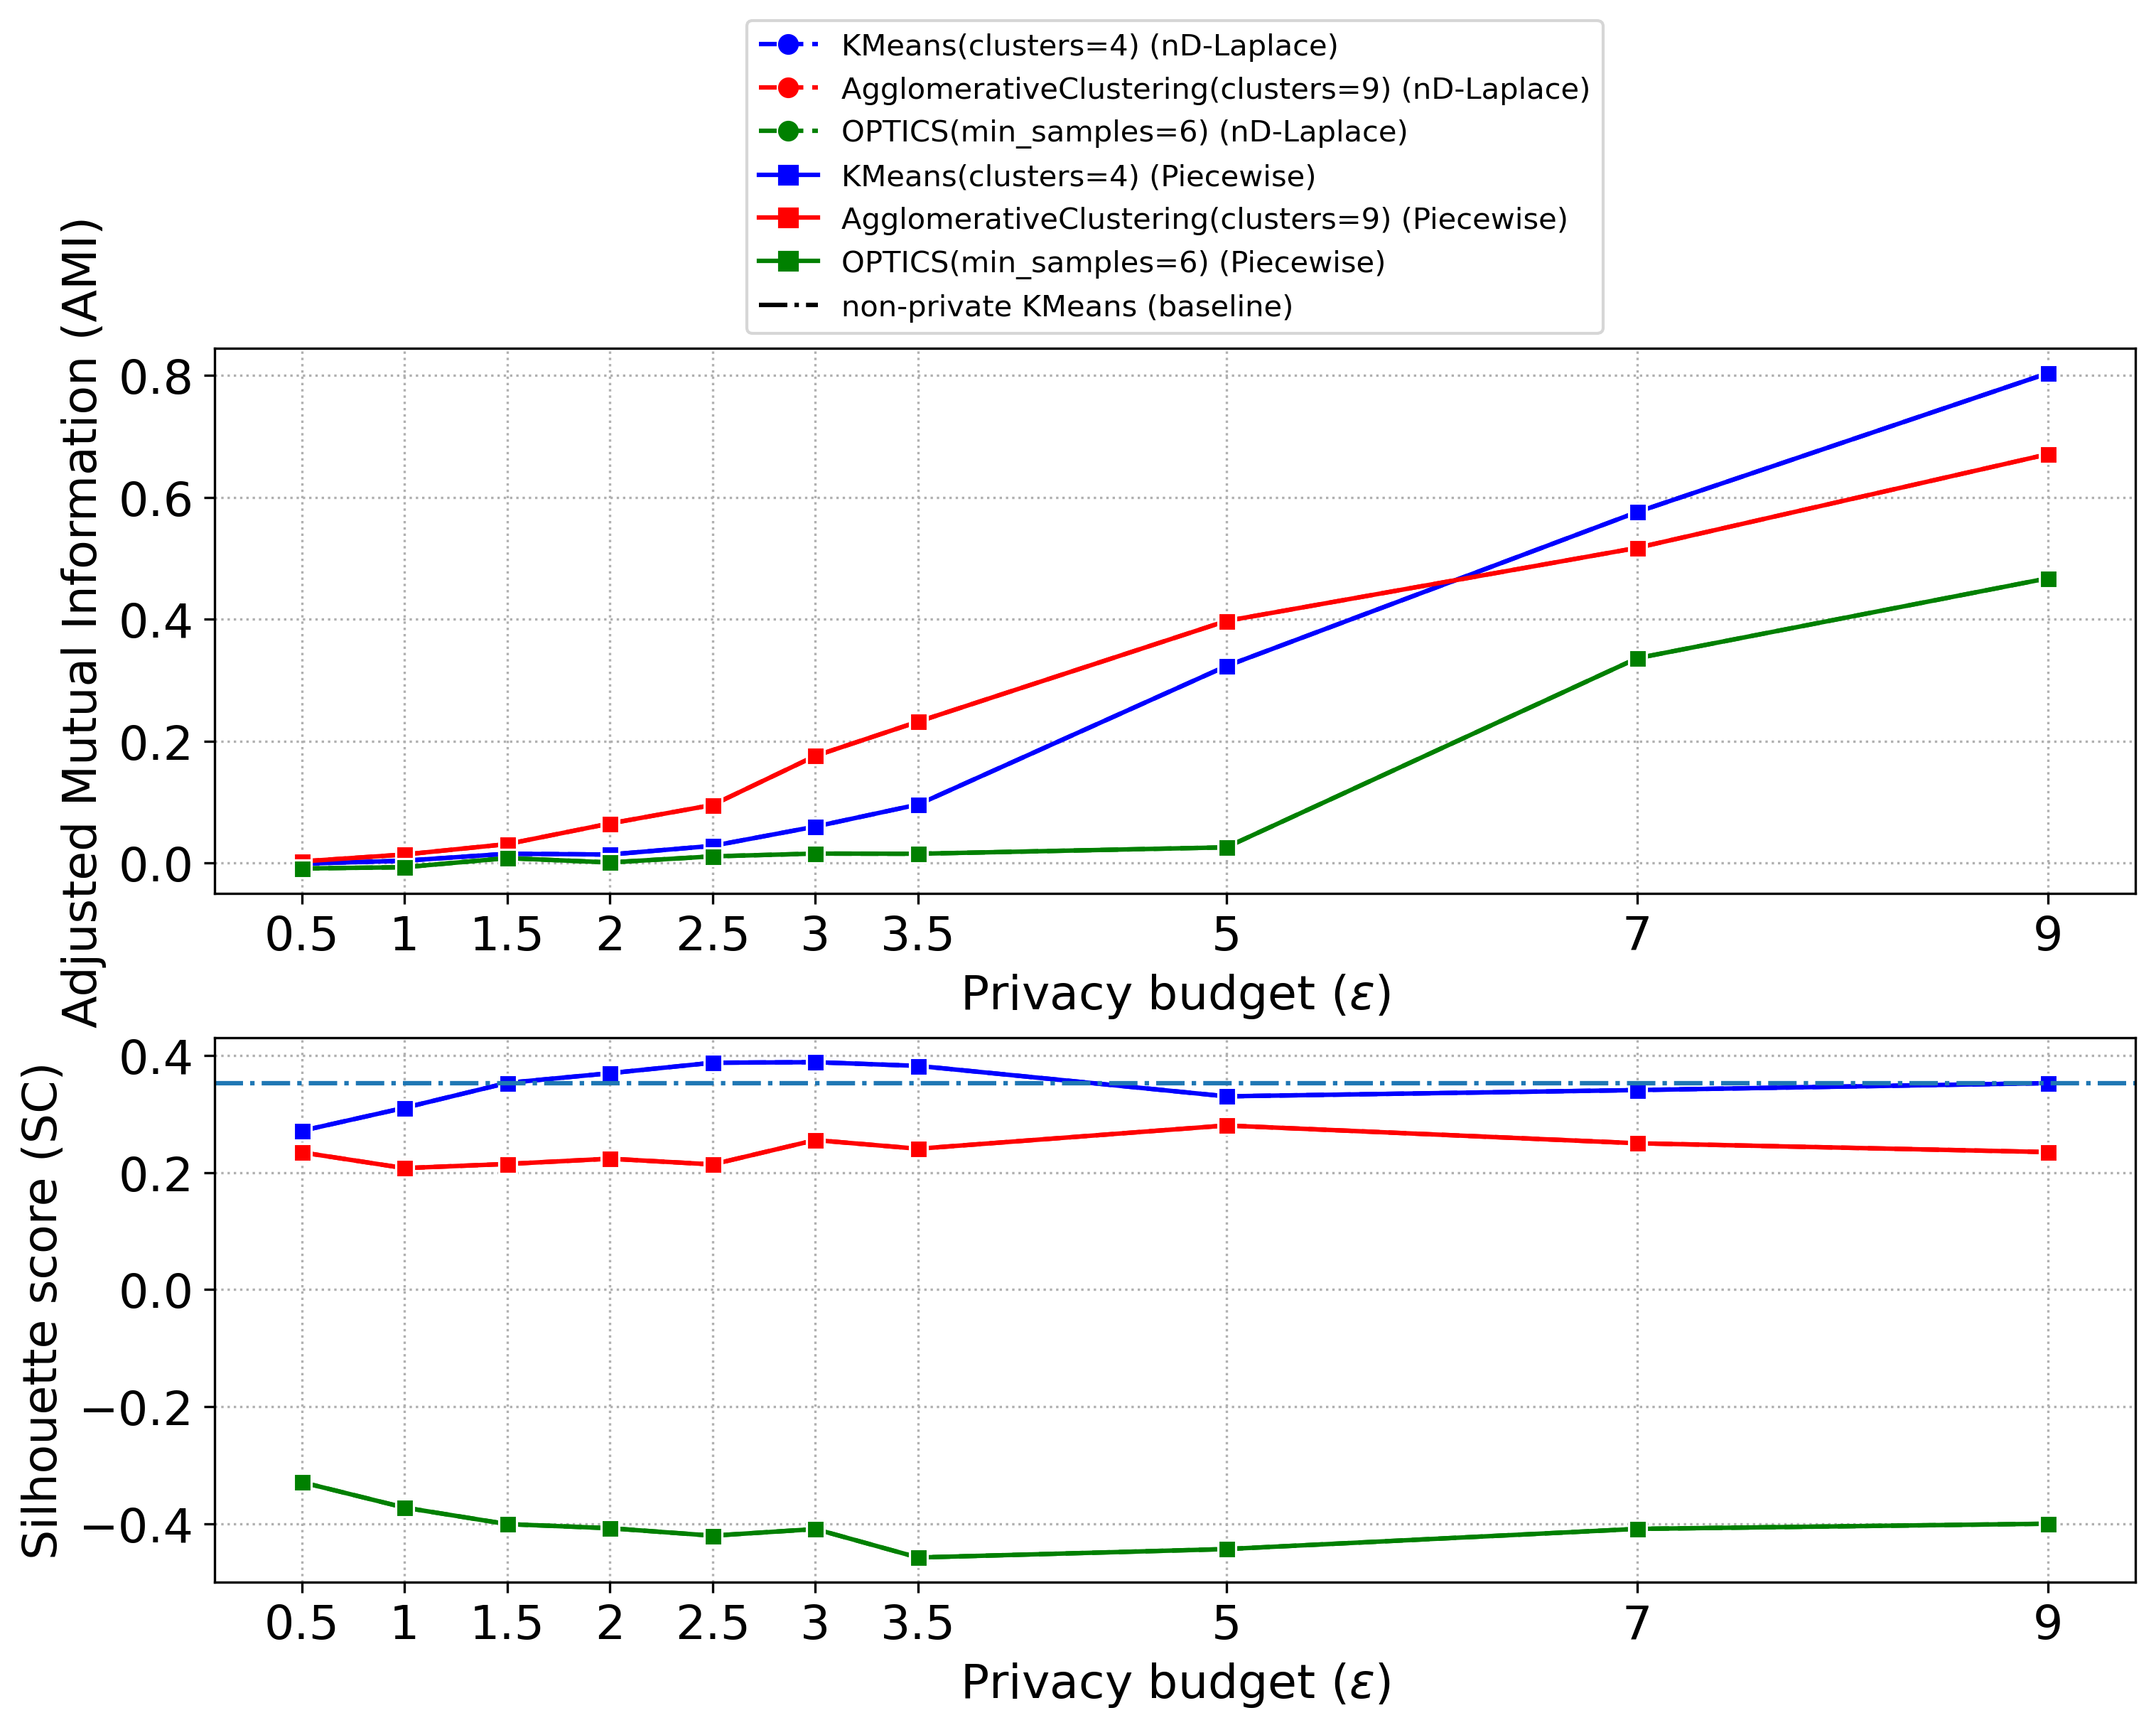 KMeans(clusters=4) (nD-Laplace)
AgglomerativeClustering(clusters=9) (nD-Laplace)
OPTICS(min_samples=6) (nD-Laplace)
KMeans(clusters=4) (Piecewise)
AgglomerativeClustering(clusters=9) (Piecewise)
OPTICS(min_samples=6) (Piecewise)
non-private KMeans (baseline)
Adjusted Mutual Information (AMI)
0.8
0.6
0.4
0.2
0.0
0.5 1 1.5 2 2.5 3 3.5 5 7 9
Privacy budget (ε)
Silhouette score (SC)
0.4
0.2
0.0
−0.2
−0.4
0.5 1 1.5 2 2.5 3 3.5 5 7 9
Privacy budget (ε)